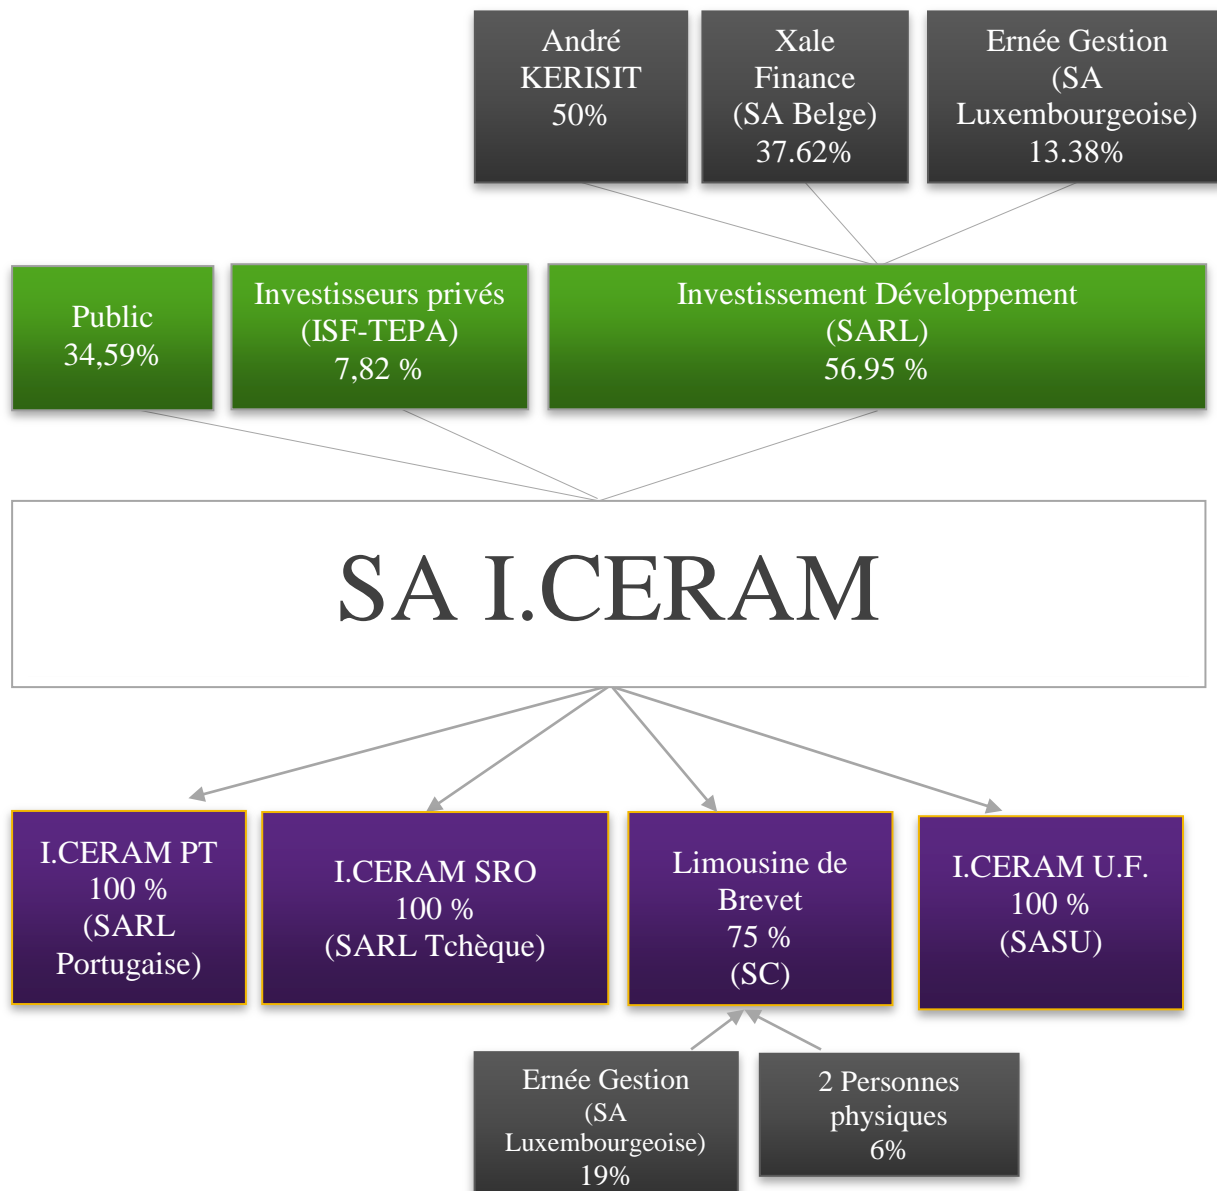 André
KERISIT
50%
Xale
Finance
(SA Belge)
37.62%
Ernée Gestion
(SA
Luxembourgeoise)
13.38%
Public
34,59%
Investisseurs privés
(ISF-TEPA)
7,82 %
Investissement Développement
(SARL)
56.95 %
SA I.CERAM
I.CERAM PT
100 %
(SARL
Portugaise)
I.CERAM SRO
100 %
(SARL Tchèque)
Limousine de
Brevet
75 %
(SC)
I.CERAM U.F.
100 %
(SASU)
Ernée Gestion
(SA
Luxembourgeoise)
19%
2 Personnes
physiques
6%